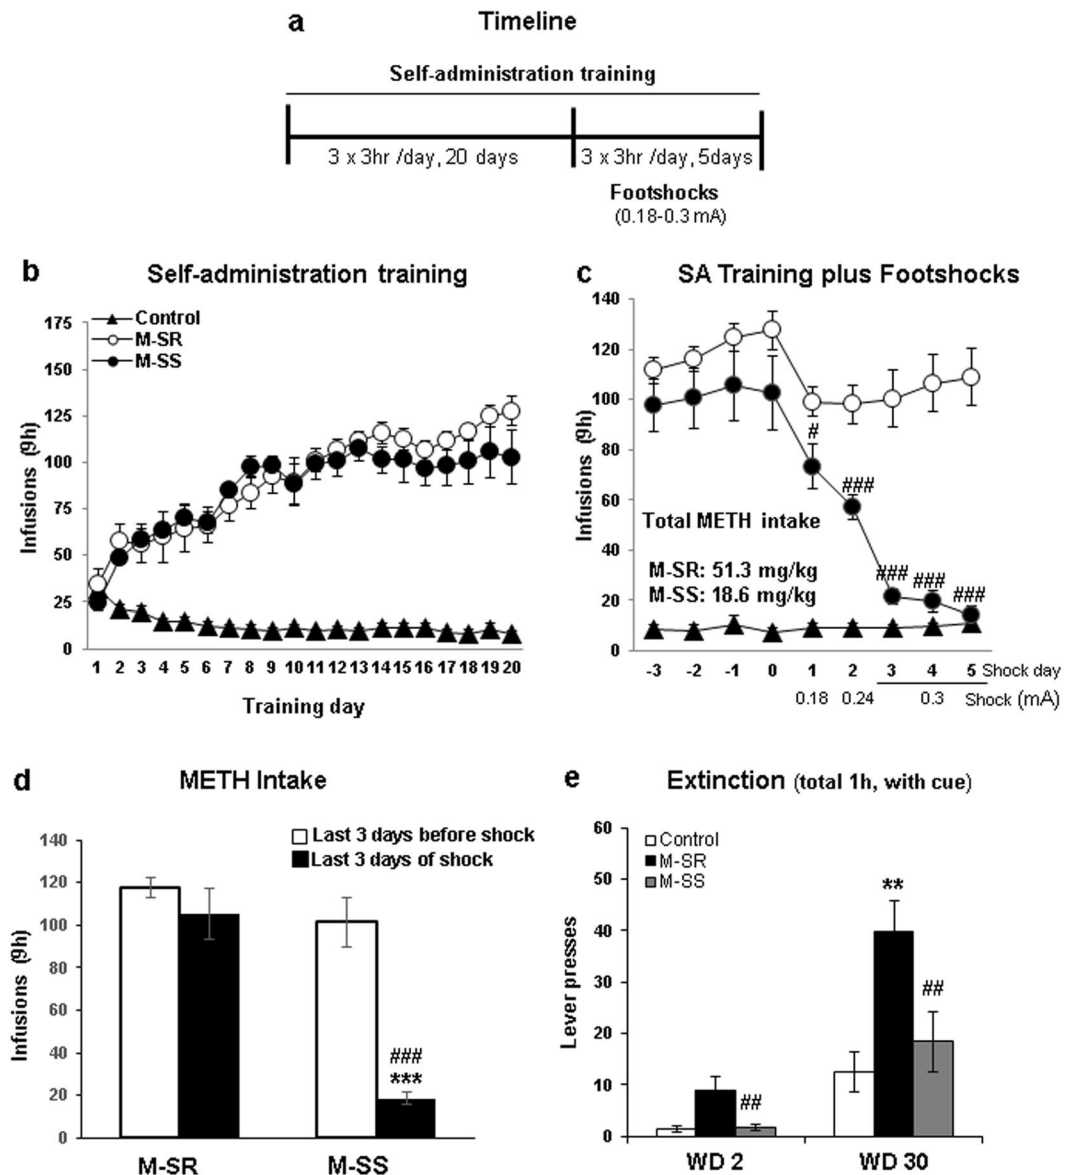 a Timeline
Self-administration training
3 x 3hr /day, 20 days 3 x 3hr /day, 5days
Footshocks
(0.18-0.3 mA)
b Self-administration training
Control
M-SR
M-SS
175
150
125
100
75
50
25
0
Infusions (9h)
1 2 3 4 5 6 7 8 9 10 11 12 13 14 15 16 17 18 19 20
Training day
c SA Training plus Footshocks
140
120
100
80
60
40
20
0
Infusions (9h)
#
###
###
###
###
Total METH intake
M-SR: 51.3 mg/kg
M-SS: 18.6 mg/kg
-3 -2 -1 0 1 2 3 4 5 Shock day
0.18 0.24 0.3 Shock (mA)
d METH Intake
Last 3 days before shock
Last 3 days of shock
140
120
100
80
60
40
20
0
Infusions (9h)
###
***
M-SR M-SS
e Extinction (total 1h, with cue)
Control
M-SR
M-SS
60
50
40
30
20
10
0
Lever presses
##
**
##
WD 2 WD 30